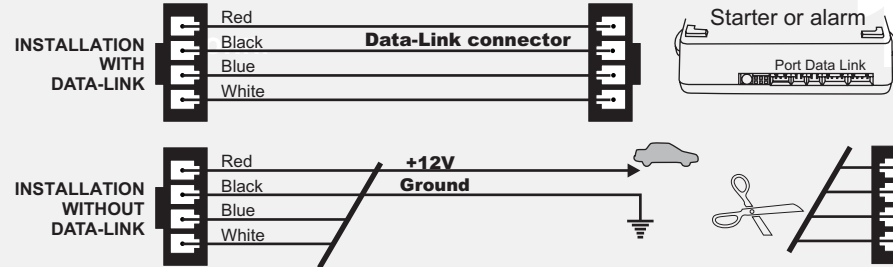 INSTALLATION
WITH
DATA-LINK
Red
Black
Blue
White
Data-Link connector
Starter or alarm
Port Data Link
INSTALLATION
WITHOUT
DATA-LINK
Red
Black
Blue
White
+12V
Ground